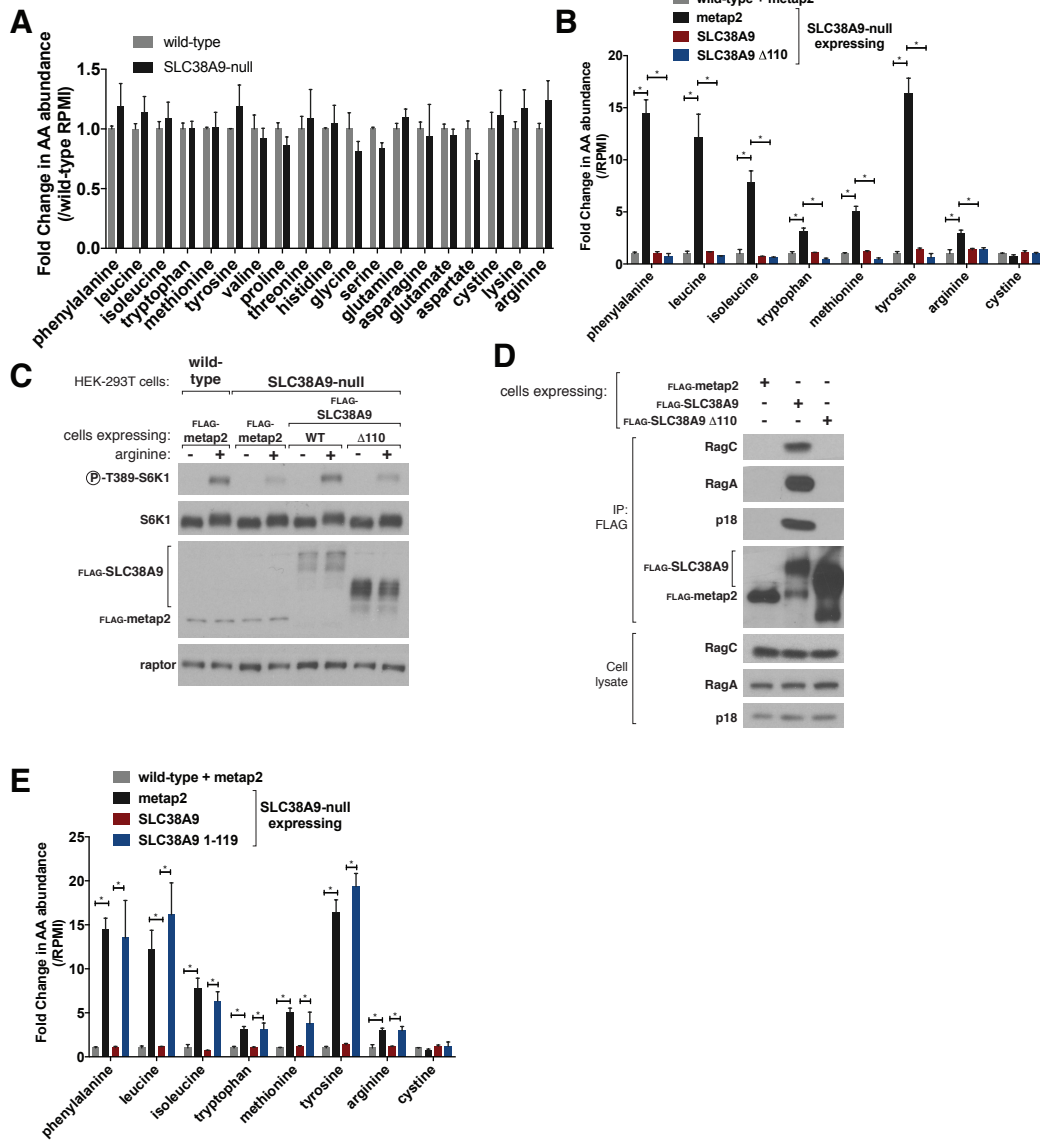 A
wild-type
SLC38A9-null
Fold Change in AA abundance
(/wild-type RPMI)
1.5
1.0
0.5
0.0
phenylalanine
leucine
isoleucine
tryptophan
methionine
tyrosine
valine
proline
threonine
histidine
glycine
serine
glutamine
asparagine
glutamate
aspartate
cystine
lysine
arginine
B
wild-type + metap2
metap2
SLC38A9
SLC38A9 Δ110
SLC38A9-null
expressing
Fold Change in AA abundance
(/RPMI)
20
15
10
5
0
* * * * * * * * * * * * * *
phenylalanine
leucine
isoleucine
tryptophan
methionine
tyrosine
arginine
cystine
C
HEK-293T cells:
wild-
type
SLC38A9-null
FLAG-
SLC38A9
cells expressing:
FLAG-
metap2
FLAG-
metap2
WT
Δ110
arginine:
- + - + - + - +
P-T389-S6K1
S6K1
FLAG-SLC38A9
FLAG-metap2
raptor
D
cells expressing:
FLAG-metap2 + - -
FLAG-SLC38A9 - + -
FLAG-SLC38A9 Δ110 - - +
IP:
FLAG
RagC
RagA
p18
FLAG-SLC38A9
FLAG-metap2
Cell
lysate
RagC
RagA
p18
E
wild-type + metap2
metap2
SLC38A9
SLC38A9 1-119
SLC38A9-null
expressing
Fold Change in AA abundance
(/RPMI)
25
20
15
10
5
0
* * * * * * * * * * * * * *
phenylalanine
leucine
isoleucine
tryptophan
methionine
tyrosine
arginine
cystine